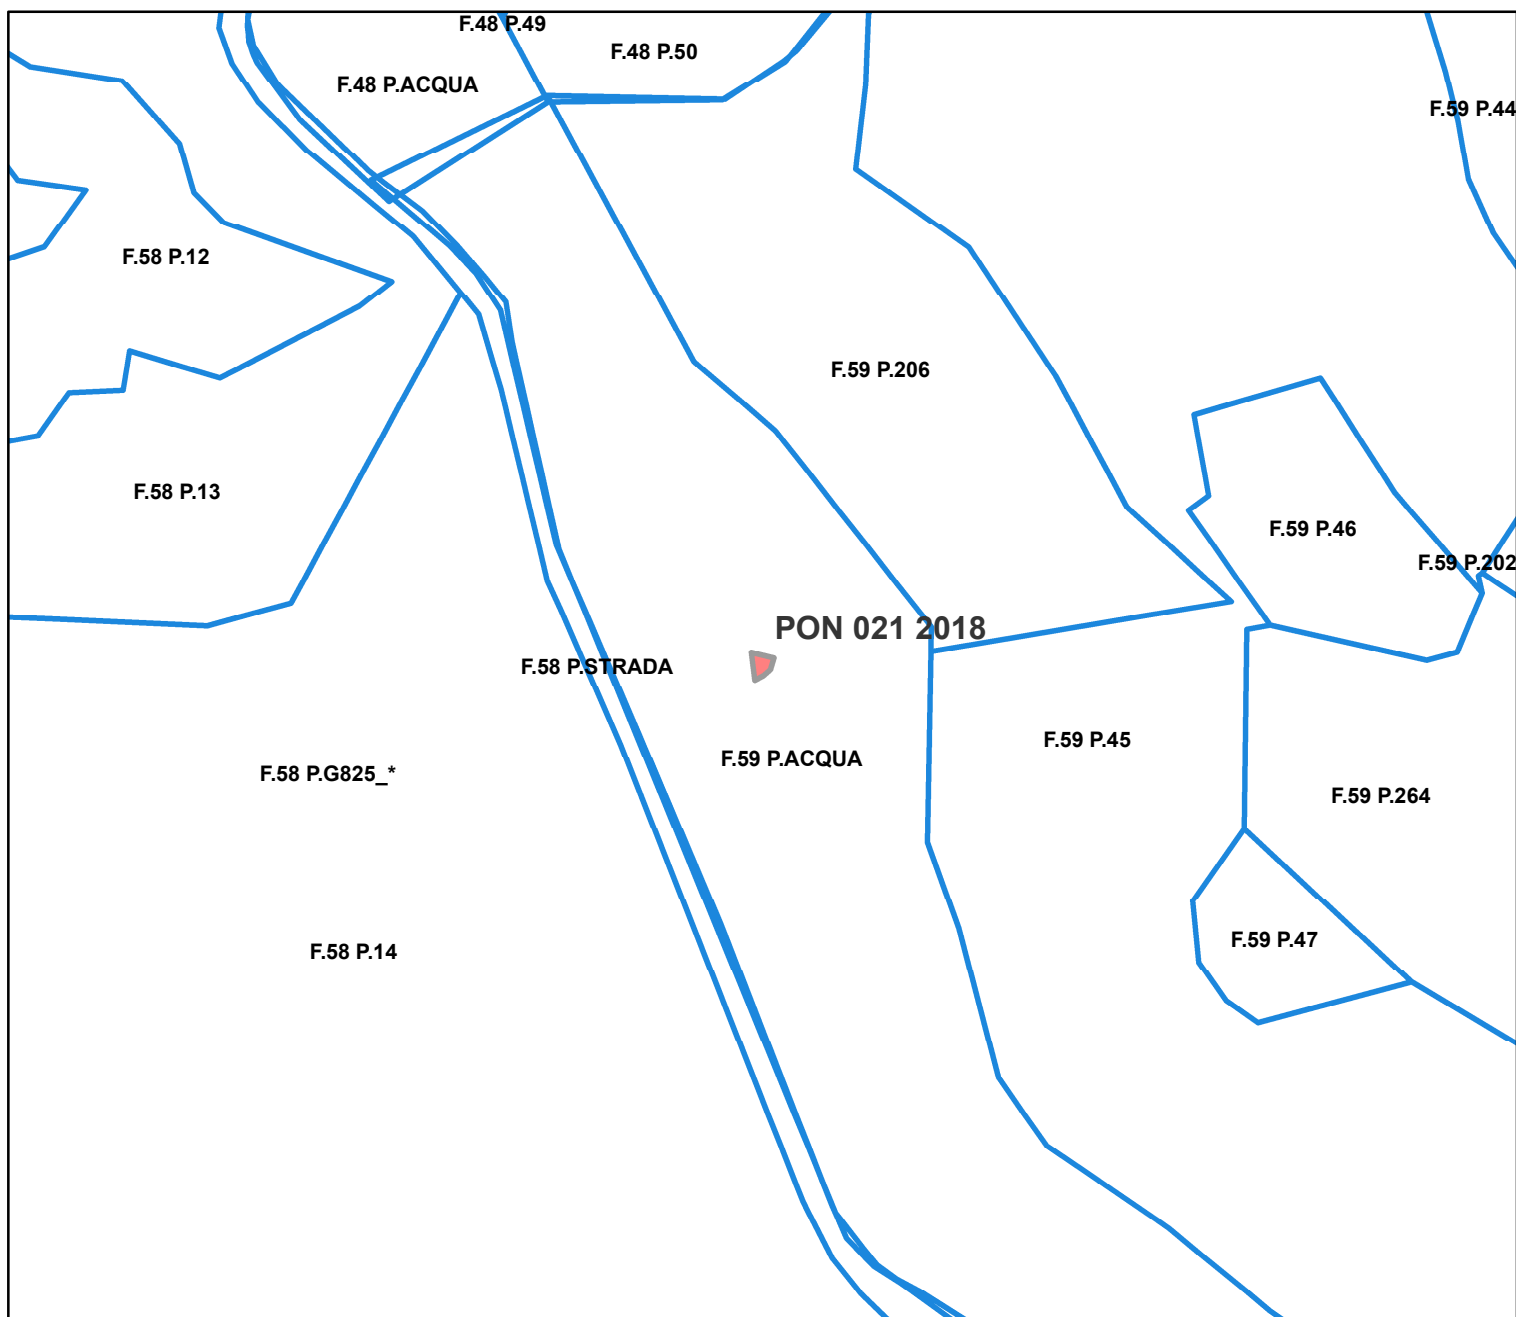 F.48 P.49
F.48 P.50
F.48 P.ACQUA
F.59 P.44
F.58 P.12
F.59 P.206
F.58 P.13
F.59 P.46
F.59 P.202
PON 021 2018
F.58 P.STRADA
F.59 P.45
F.59 P.ACQUA
F.58 P.G825_*
F.59 P.264
F.59 P.47
F.58 P.14